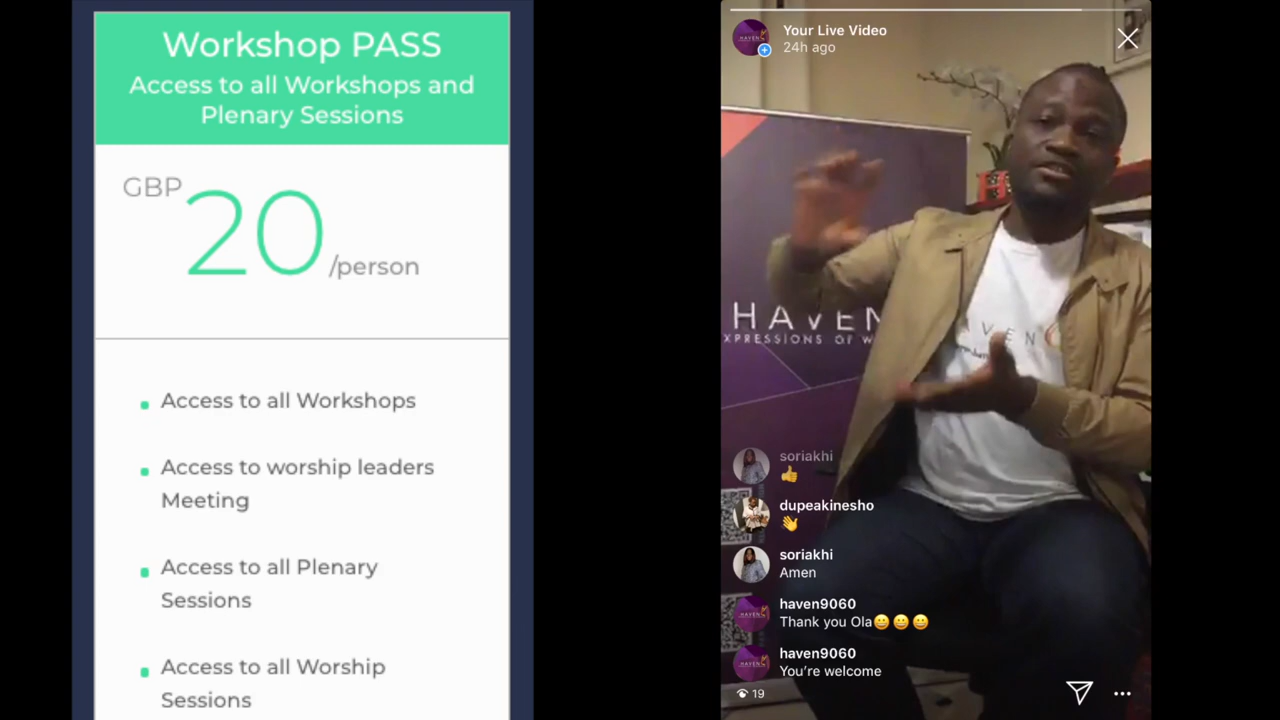 Workshop PASS
Access to all Workshops and
Plenary Sessions
GBP
20
/person
Access to all Workshops
Access to worship leaders
Meeting
Access to all Plenary
Sessions
Access to all Worship
Sessions
Your Live Video
24h ago
HAVEN
H
HAVEN
XPRESSIONS OF W
AVEN
soriakhi
👍
dupeakinesho
👋
soriakhi
Amen
haven9060
Thank you Ola😀😀😀
haven9060
You’re welcome
19